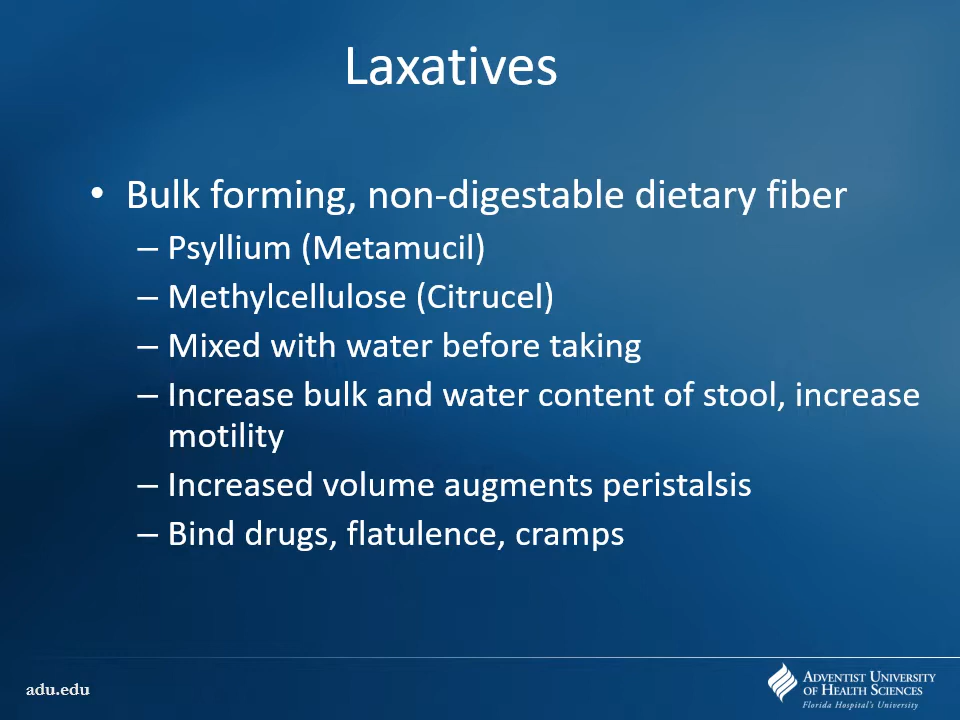 Laxatives
• Bulk forming, non-digestable dietary fiber
– Psyllium (Metamucil)
– Methylcellulose (Citrucel)
– Mixed with water before taking
– Increase bulk and water content of stool, increase
motility
– Increased volume augments peristalsis
– Bind drugs, flatulence, cramps
adu.edu
ADVENTIST UNIVERSITY
OF HEALTH SCIENCES
Florida Hospital's University